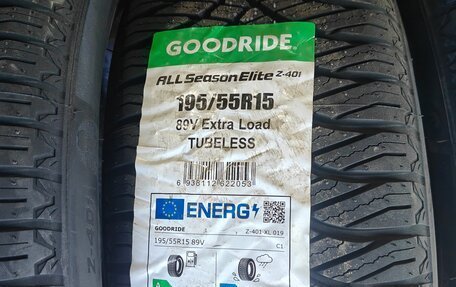 GOODRIDE
ALL Season Elite Z-401
195/55R15
89V Extra Load
TUBELESS
6 938112 622053
ENERG
GOODRIDE
Z-401 XL 019
195/55R15 89V
C1
A